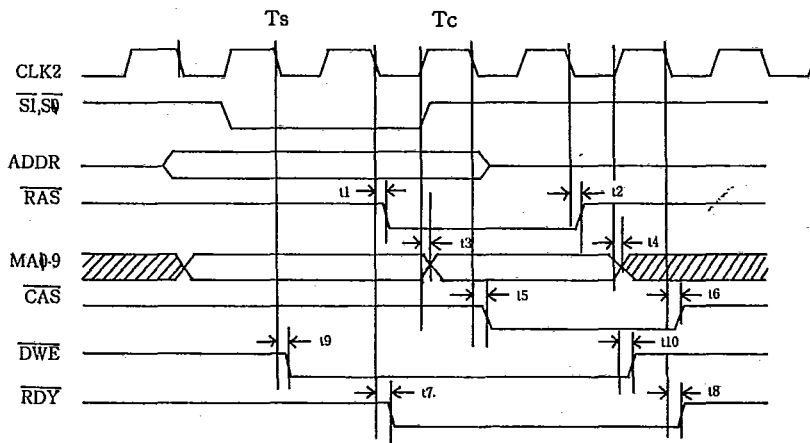 Ts Tc
CLK2
S1,S0
ADDR
t1 t2
RAS
t3 t4
MA0-9
CAS
t5 t6
t9 t10
DWE
t7. t8
RDY